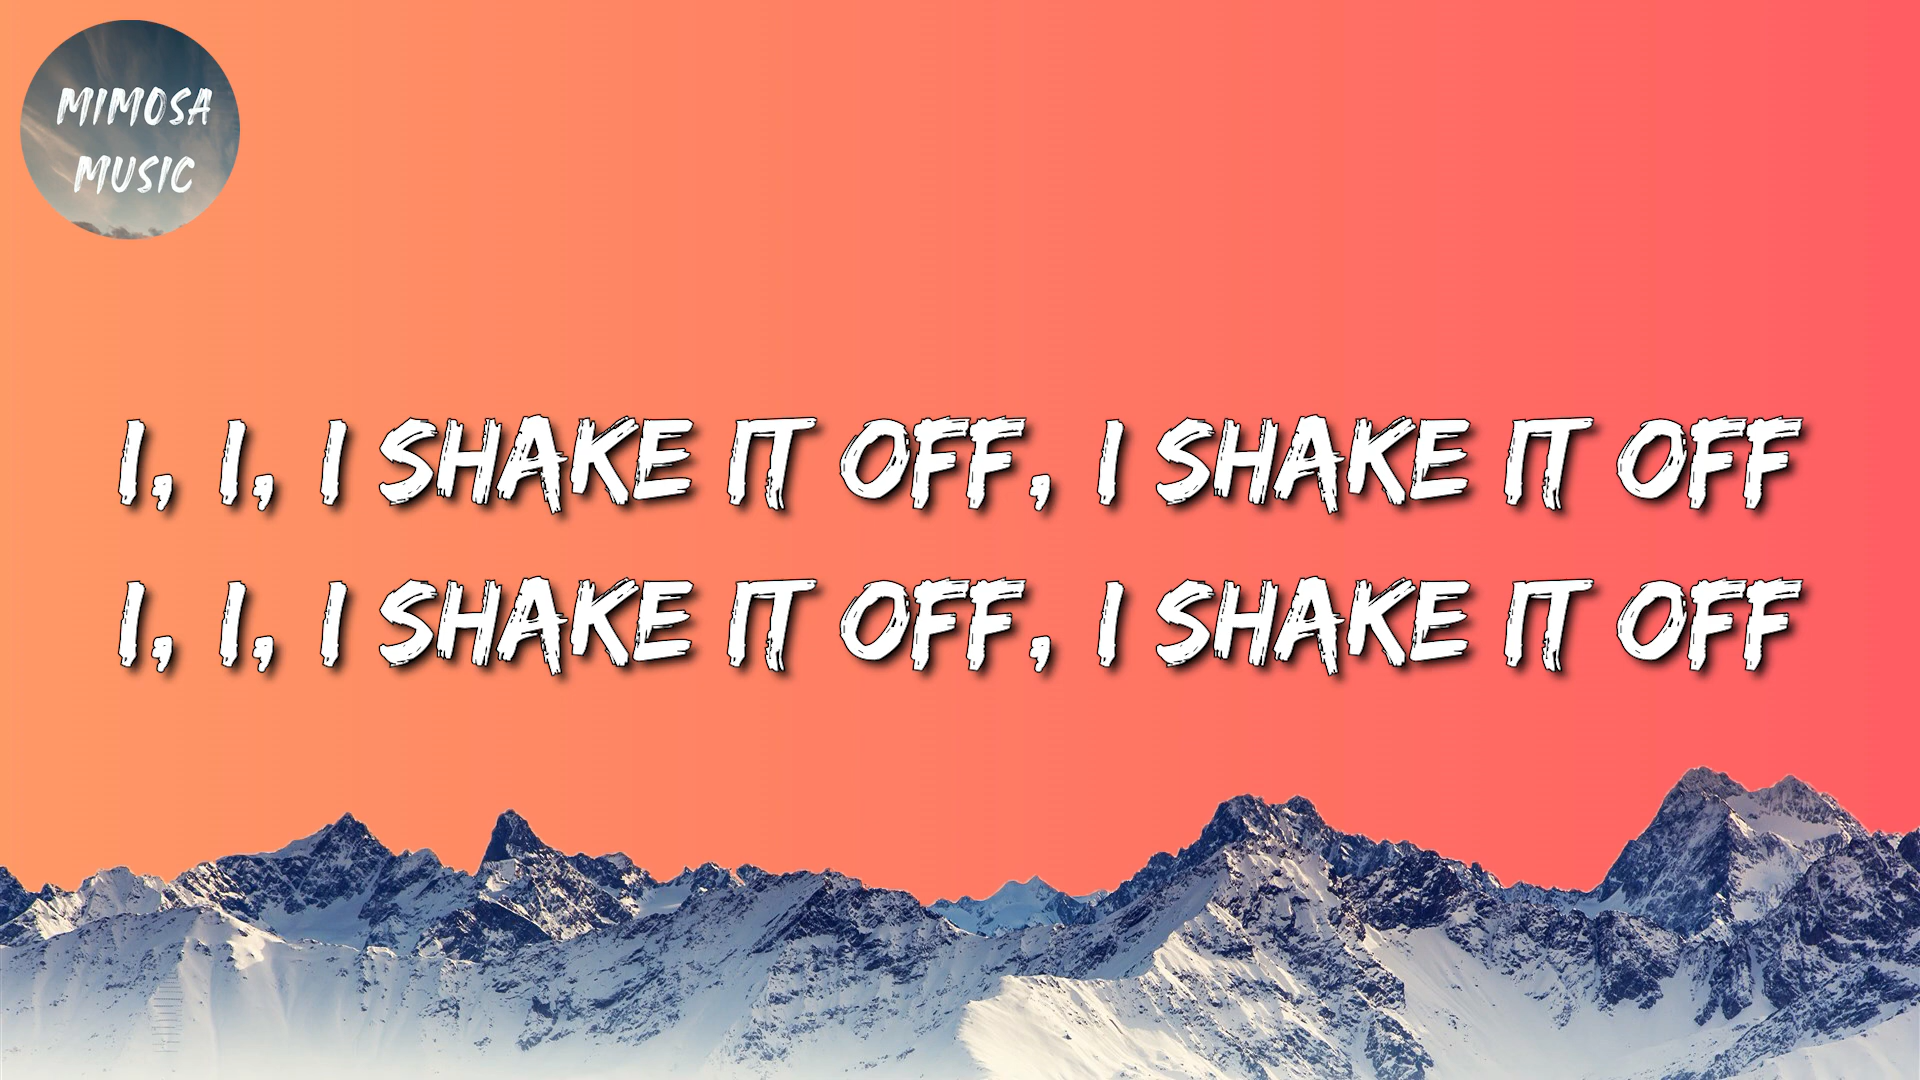 MIMOSA
MUSIC
I, I, I SHAKE IT OFF, I SHAKE IT OFF
I, I, I SHAKE IT OFF, I SHAKE IT OFF